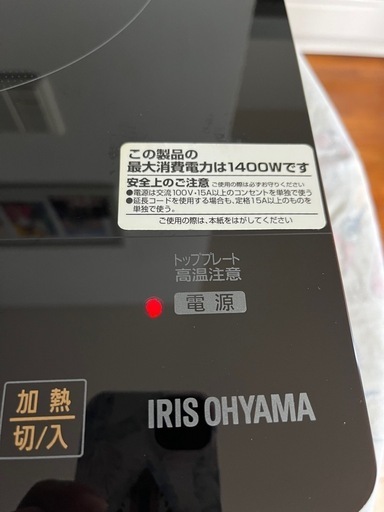 この製品の
最大消費電力は1400Wです
安全上のご注意 ご使用の際は必ずお守りください
●電源は交流100V・15A以上のコンセントを単独で使う
●延長コードを使用する場合も、定格15A以上のものを
単独で使う。
ご使用の際は、本紙をはがしてください
トッププレート
高温注意
電源
加熱
切/入
IRIS OHYAMA